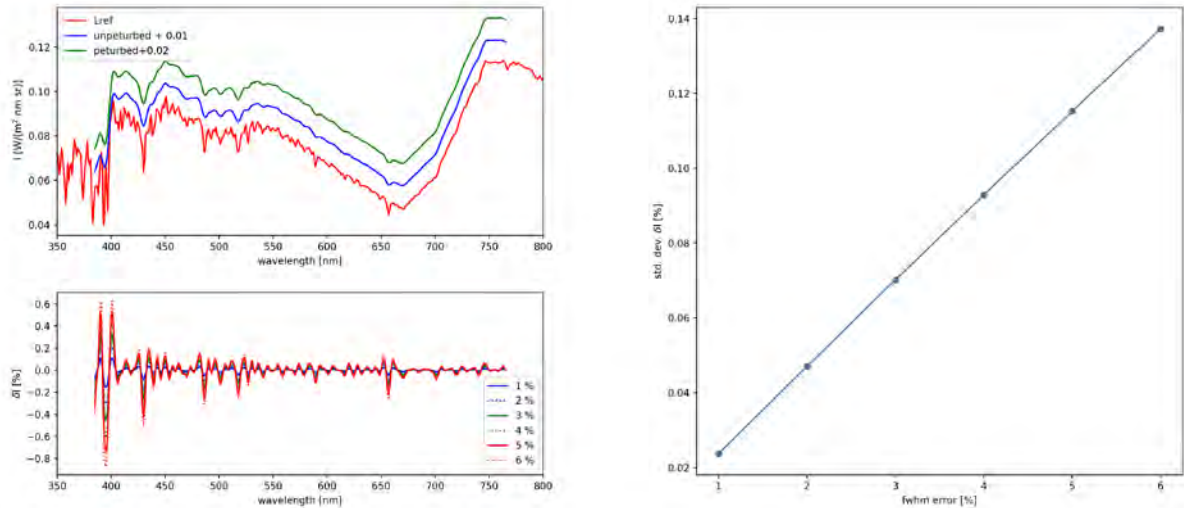 Lref
unpeturbed + 0.01
peturbed+0.02
0.12
0.10
0.08
0.06
0.04
I [W/(m² nm sr)]
350 400 450 500 550 600 650 700 750 800
wavelength [nm]
0.6
0.4
0.2
0.0
−0.2
−0.4
−0.6
−0.8
δI [%]
1 %
2 %
3 %
4 %
5 %
6 %
350 400 450 500 550 600 650 700 750 800
wavelength [nm]
0.14
0.12
0.10
0.08
0.06
0.04
0.02
std. dev. δI [%]
1 2 3 4 5 6
fwhm error [%]